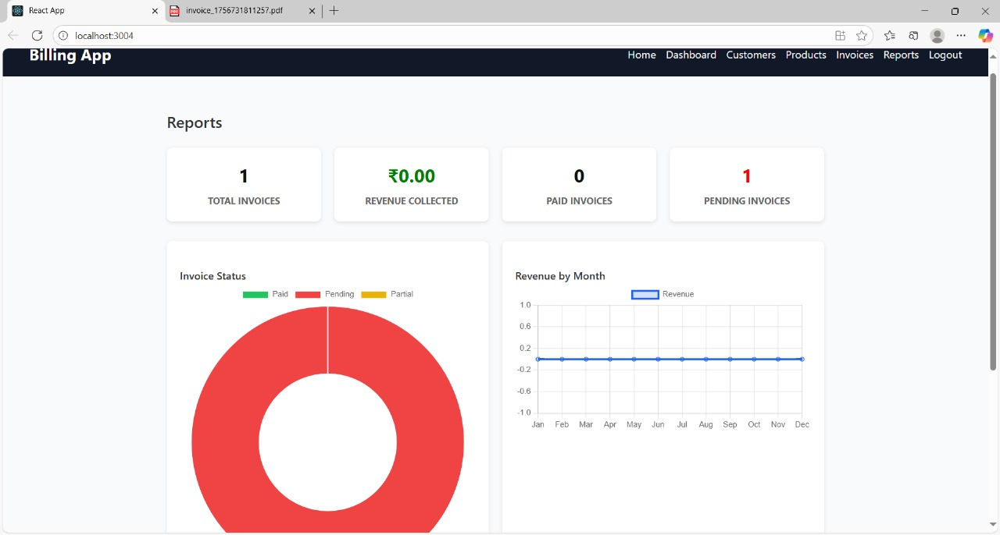 React App
invoice_1756731811257.pdf
localhost:3004
Billing App
Home Dashboard Customers Products Invoices Reports Logout
Reports
1
TOTAL INVOICES
₹0.00
REVENUE COLLECTED
0
PAID INVOICES
1
PENDING INVOICES
Invoice Status
Paid Pending Partial
Revenue by Month
Revenue
1.0
0.6
0.2
-0.2
-0.6
-1.0
Jan Feb Mar Apr May Jun Jul Aug Sep Oct Nov Dec